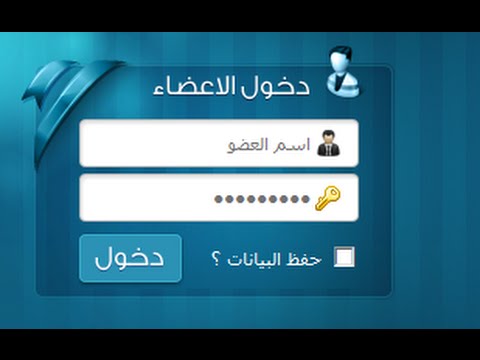 دخول الاعضاء
اسم العضو
•••••••••
حفظ البيانات ؟
دخول